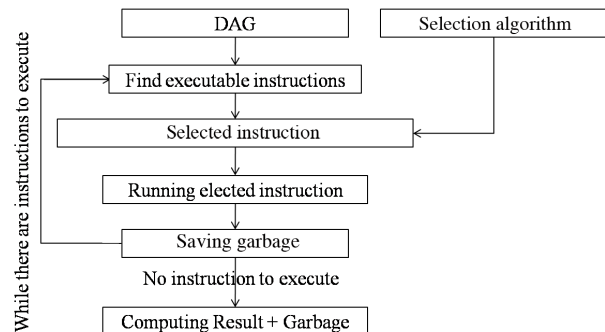 DAG
Selection algorithm
Find executable instructions
Selected instruction
Running elected instruction
Saving garbage
No instruction to execute
Computing Result + Garbage
While there are instructions to execute